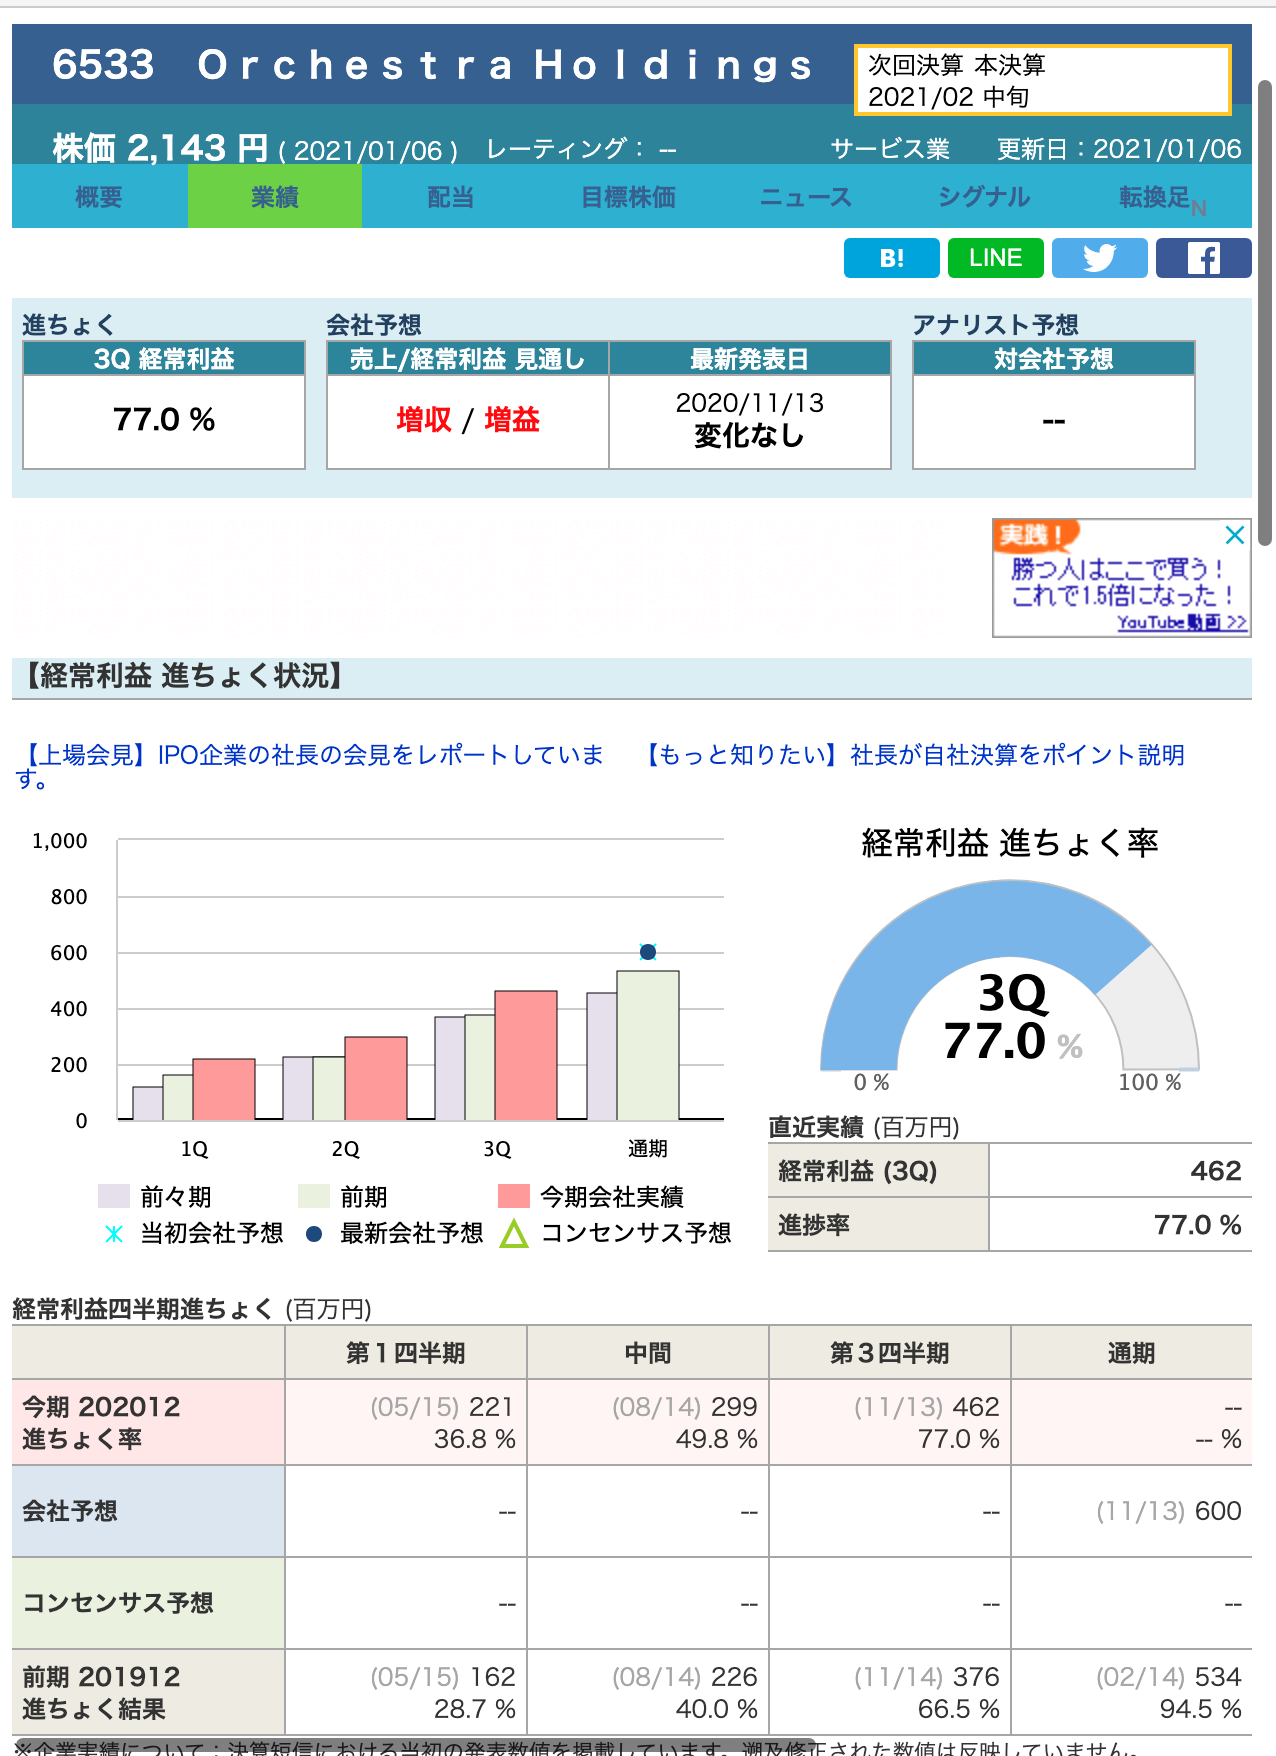 6533 Orchestra Holdings
次回決算 本決算
2021/02 中旬
株価 2,143 円 ( 2021/01/06 ) レーティング： -- サービス業 更新日：2021/01/06
概要 業績 配当 目標株価 ニュース シグナル 転換足N
B! LINE
進ちょく 会社予想 アナリスト予想
3Q 経常利益 売上/経常利益 見通し 最新発表日 対会社予想
77.0 % 増収 / 増益 2020/11/13 --
変化なし
実践！
勝つ人はここで買う！
これで1.5倍になった！
YouTube動画 >>
【経常利益 進ちょく状況】
【上場会見】IPO企業の社長の会見をレポートしています。
【もっと知りたい】社長が自社決算をポイント説明
1,000
800
600
400
200
0
1Q 2Q 3Q 通期
前々期 前期 今期会社実績
当初会社予想 最新会社予想 コンセンサス予想
経常利益 進ちょく率
3Q
77.0 %
0 % 100 %
直近実績 (百万円)
経常利益 (3Q) 462
進捗率 77.0 %
経常利益四半期進ちょく (百万円)
第１四半期 中間 第３四半期 通期
今期 202012 (05/15) 221 (08/14) 299 (11/13) 462 --
進ちょく率 36.8 % 49.8 % 77.0 % -- %
会社予想 -- -- -- (11/13) 600
コンセンサス予想 -- -- -- --
前期 201912 (05/15) 162 (08/14) 226 (11/14) 376 (02/14) 534
進ちょく結果 28.7 % 40.0 % 66.5 % 94.5 %
※企業実績について：決算短信における当初の発表数値を掲載しています。遡及修正された数値は反映していません。